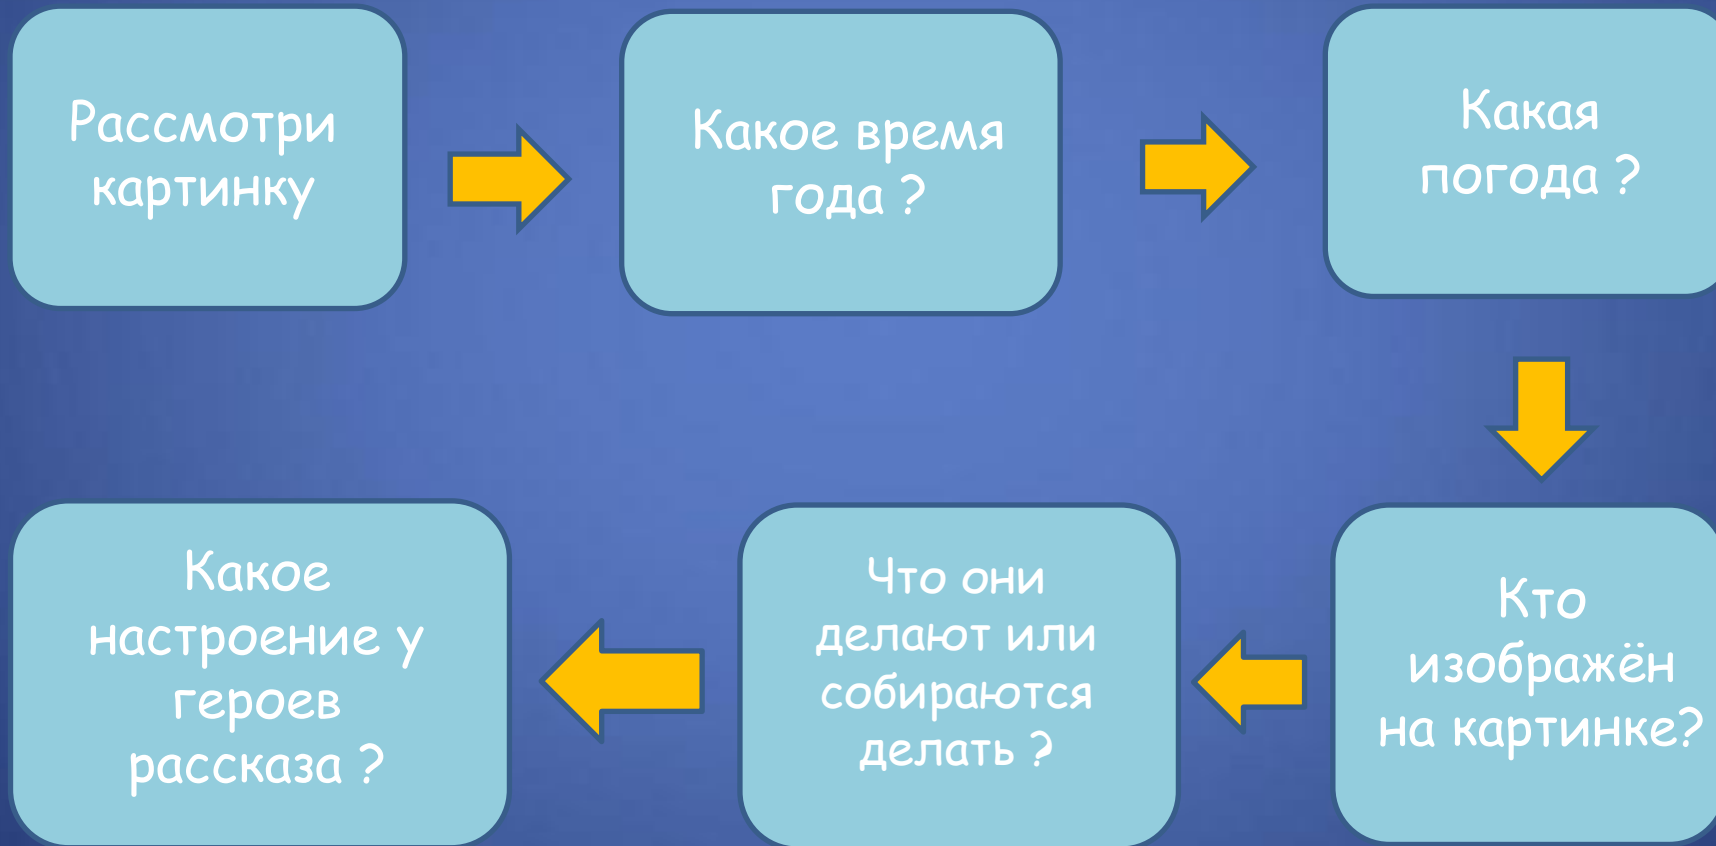 Рассмотри
картинку
Какое время
года ?
Какая
погода ?
Кто
изображён
на картинке?
Что они
делают или
собираются
делать ?
Какое
настроение у
героев
рассказа ?